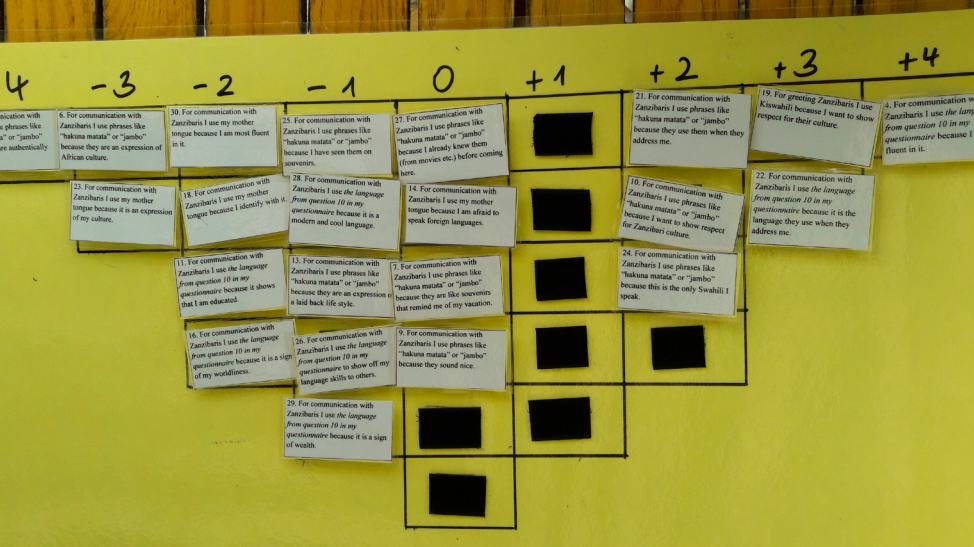 4 -3 -2 -1 0 +1 +2 +3 +4
nication with
e phrases like
a" or "jambo"
re authentically
6. For communication with
Zanzibaris I use phrases like
"hakuna matata" or "jambo"
because they are an expression of
African culture.
30. For communication with
Zanzibaris I use my mother
tongue because I am most fluent
in it.
25. For communication with
Zanzibaris I use phrases like
"hakuna matata" or "jambo"
because I have seen them on
souvenirs.
27. For communication with
Zanzibaris I use phrases like
"hakuna matata" or "jambo"
because I already knew them
(from movies etc.) before coming
here.
21. For communication with
Zanzibaris I use phrases like
"hakuna matata" or "jambo"
because they use them when they
address me.
19. For greeting Zanzibaris I use
Kiswahili because I want to show
respect for their culture.
4. For communication w
Zanzibaris I use the lang
from question 10 in my
questionnaire because I
fluent in it.
23. For communication with
Zanzibaris I use my mother
tongue because it is an expression
of my culture.
18. For communication with
Zanzibaris I use my mother
tongue because I identify with it.
28. For communication with
Zanzibaris I use the language
from question 10 in my
questionnaire because it is a
modern and cool language.
14. For communication with
Zanzibaris I use my mother
tongue because I am afraid to
speak foreign languages.
10. For communication with
Zanzibaris I use phrases like
"hakuna matata" or "jambo"
because I want to show respect
for Zanzibari culture.
22. For communication with
Zanzibaris I use the language
from question 10 in my
questionnaire because it is the
language they use when they
address me.
11. For communication with
Zanzibaris I use the language
from question 10 in my
questionnaire because it shows
that I am educated.
13. For communication with
Zanzibaris I use phrases like
"hakuna matata" or "jambo"
because they are an expression o
a laid back life style.
7. For communication with
Zanzibaris I use phrases like
"hakuna matata" or "jambo"
because they are like souvenirs
that remind me of my vacation.
24. For communication with
Zanzibaris I use phrases like
"hakuna matata" or "jambo"
because this is the only Swahili I
speak.
16. For communication with
Zanzibaris I use the language
from question 10 in my
questionnaire because it is a sign
of my worldliness.
26. For communication with
Zanzibaris I use the language
from question 10 in my
questionnaire to show off my
language skills to others.
9. For communication with
Zanzibaris I use phrases like
"hakuna matata" or "jambo"
because they sound nice.
29. For communication with
Zanzibaris I use the language
from question 10 in my
questionnaire because it is a sign
of wealth.